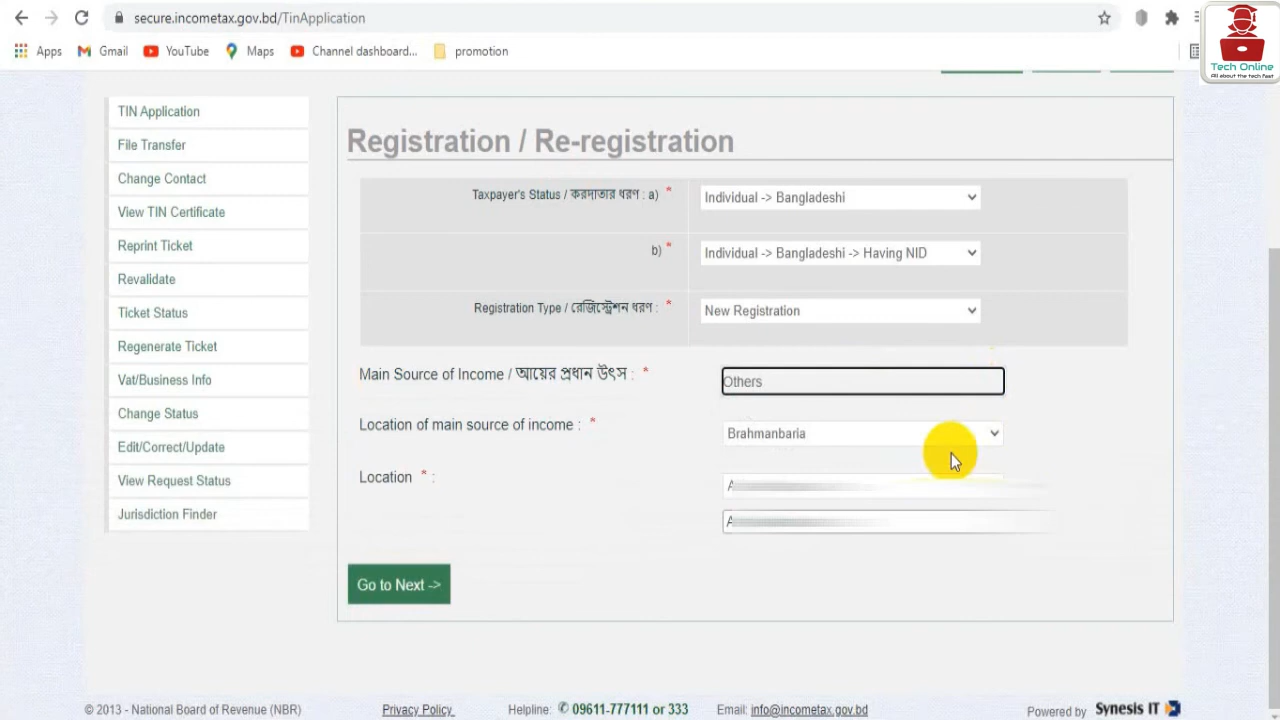 secure.incometax.gov.bd/TinApplication
Apps Gmail YouTube Maps Channel dashboard... promotion
Tech Online
All about the tech Fast
TIN Application
File Transfer
Change Contact
View TIN Certificate
Reprint Ticket
Revalidate
Ticket Status
Regenerate Ticket
Vat/Business Info
Change Status
Edit/Correct/Update
View Request Status
Jurisdiction Finder
Registration / Re-registration
Taxpayer's Status / করদাতার ধরণ : a) * Individual -> Bangladeshi
b) * Individual -> Bangladeshi -> Having NID
Registration Type / রেজিস্ট্রেশন ধরণ : * New Registration
Main Source of Income / আয়ের প্রধান উৎস : * Others
Location of main source of income : * Brahmanbaria
Location * : A
A
Go to Next ->
© 2013 - National Board of Revenue (NBR) Privacy Policy Helpline: ✆ 09611-777111 or 333 Email: info@incometax.gov.bd Powered by Synesis IT